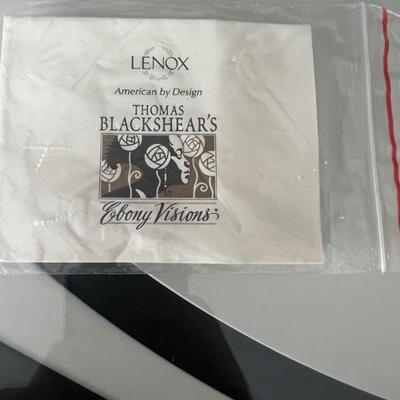 LENOX
American by Design
THOMAS
BLACKSHEAR'S
Ebony Visions